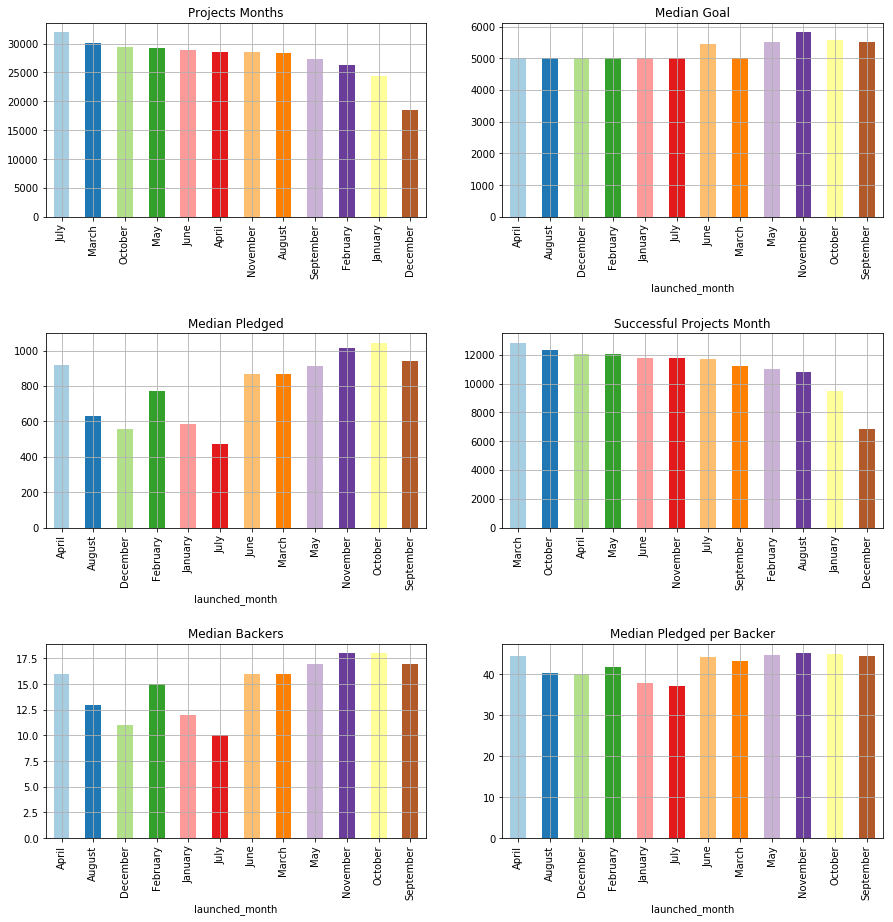 Projects Months
30000
25000
20000
15000
10000
5000
0
July
March
October
May
June
April
November
August
September
February
January
December
Median Goal
6000
5000
4000
3000
2000
1000
0
April
August
December
February
January
July
June
March
May
November
October
September
launched_month
Median Pledged
1000
800
600
400
200
0
April
August
December
February
January
July
June
March
May
November
October
September
launched_month
Successful Projects Month
12000
10000
8000
6000
4000
2000
0
March
October
April
May
June
November
July
September
February
August
January
December
Median Backers
17.5
15.0
12.5
10.0
7.5
5.0
2.5
0.0
April
August
December
February
January
July
June
March
May
November
October
September
launched_month
Median Pledged per Backer
40
30
20
10
0
April
August
December
February
January
July
June
March
May
November
October
September
launched_month